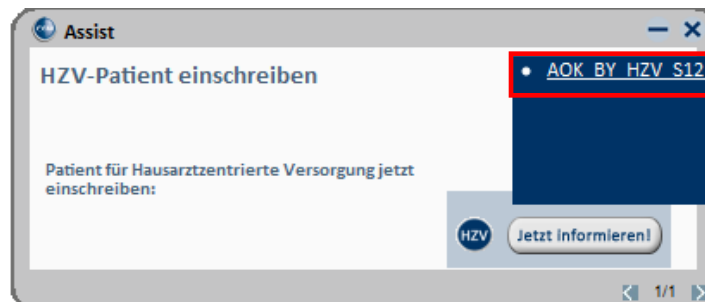 Assist
HZV-Patient einschreiben
AOK_BY_HZV_S12
Patient für Hausarztzentrierte Versorgung jetzt
einschreiben:
HZV
Jetzt informieren!
1/1